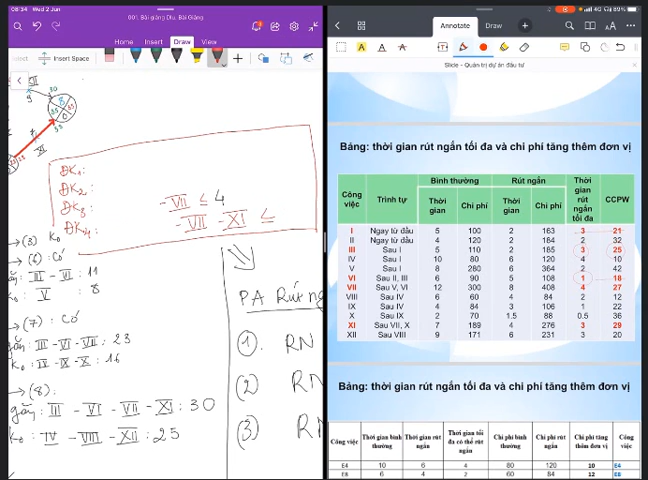 08:34 Wed 2 Jun
601. Bài giảng Dịu. Bài Giảng
Home Insert Draw View
Insert Space
VII
ĐK1:
ĐK2:
ĐK3:
ĐK4:
-VII ≤ 4
-VII -XI ≤
→(3) K0
→(6): Có
III - VI : 11
V : 8
→(7): Có
III - VI - VII : 23
K0: IV - IX - X : 16
→(8):
III - VI - VII - XI : 30
K0: IV - VIII - XII : 25
PA Rút ng
(1). RN
(2) RN
(3) RN
4G 89%
Annotate Draw
Slide - Quản trị dự án đầu tư
Bảng: thời gian rút ngắn tối đa và chi phí tăng thêm đơn vị
Công việc Trình tự Bình thường Rút ngắn Thời gian rút ngắn tối đa CCPW
Thời gian Chi phí Thời gian Chi phí
I Ngay từ đầu 5 100 2 163 3 21
II Ngay từ đầu 4 120 2 184 2 32
III Sau I 5 110 2 185 3 25
IV Sau I 10 80 6 120 4 10
V Sau I 8 280 6 364 2 42
VI Sau II, III 6 90 5 108 1 18
VII Sau V, VI 12 300 8 408 4 27
VIII Sau IV 6 60 4 84 2 12
IX Sau IV 4 84 3 106 1 22
X Sau IX 2 70 1.5 88 0.5 36
XI Sau VII, X 7 189 4 276 3 29
XII Sau VIII 9 171 6 231 3 20
Bảng: thời gian rút ngắn tối đa và chi phí tăng thêm đơn vị
Công việc Thời gian bình thường Thời gian rút ngắn Thời gian tối đa có thể rút ngắn Chi phí bình thường Chi phí rút ngắn Chi phí tăng thêm đơn vị Công việc
E4 10 6 4 80 120 10 E4
E8 6 4 2 60 84 12 E8